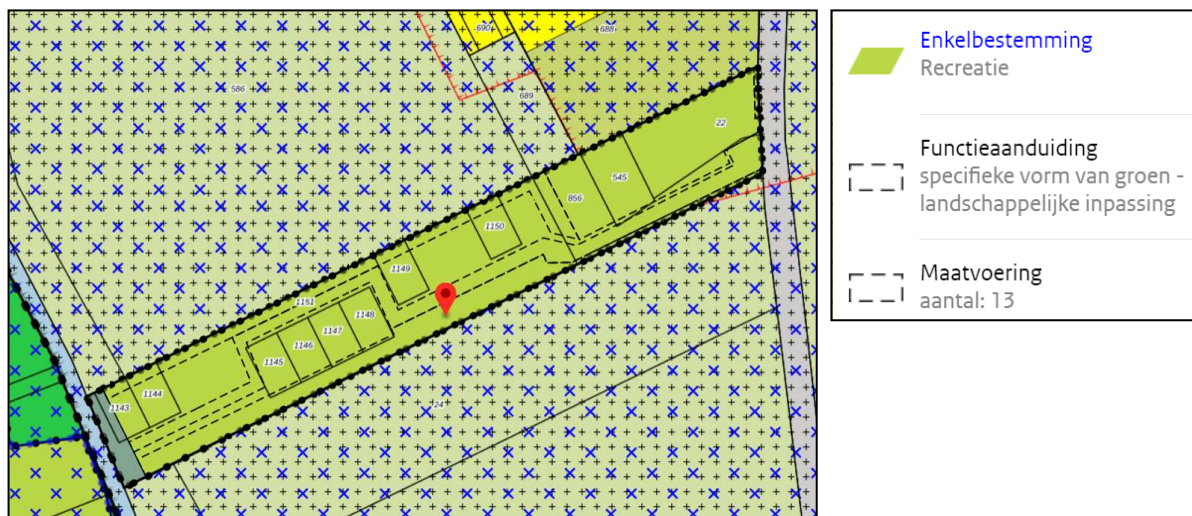 690
688
586
689
22
545
856
1150
1149
1151
1148
1147
1146
1145
1144
1143
24
Enkelbestemming
Recreatie
Functieaanduiding
specifieke vorm van groen -
landschappelijke inpassing
Maatvoering
aantal: 13